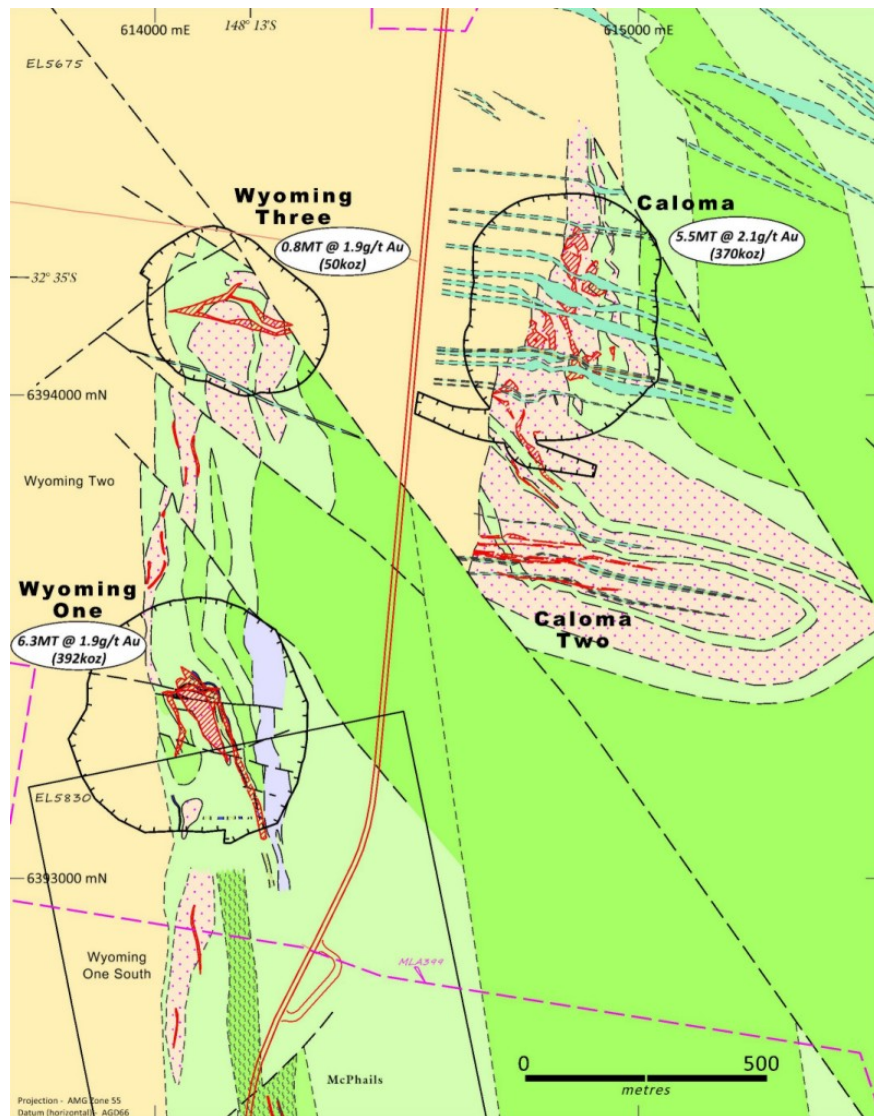 614000 mE
148° 13'S
615000 mE
EL5675
Wyoming
Three
0.8MT @ 1.9g/t Au
(50koz)
Caloma
5.5MT @ 2.1g/t Au
(370koz)
32° 35'S
6394000 mN
Wyoming Two
Wyoming
One
6.3MT @ 1.9g/t Au
(392koz)
Caloma
Two
EL5830
6393000 mN
Wyoming
One South
MLA399
McPhails
0
500
metres
Projection - AMG Zone 55
Datum (horizontal) - AGD66